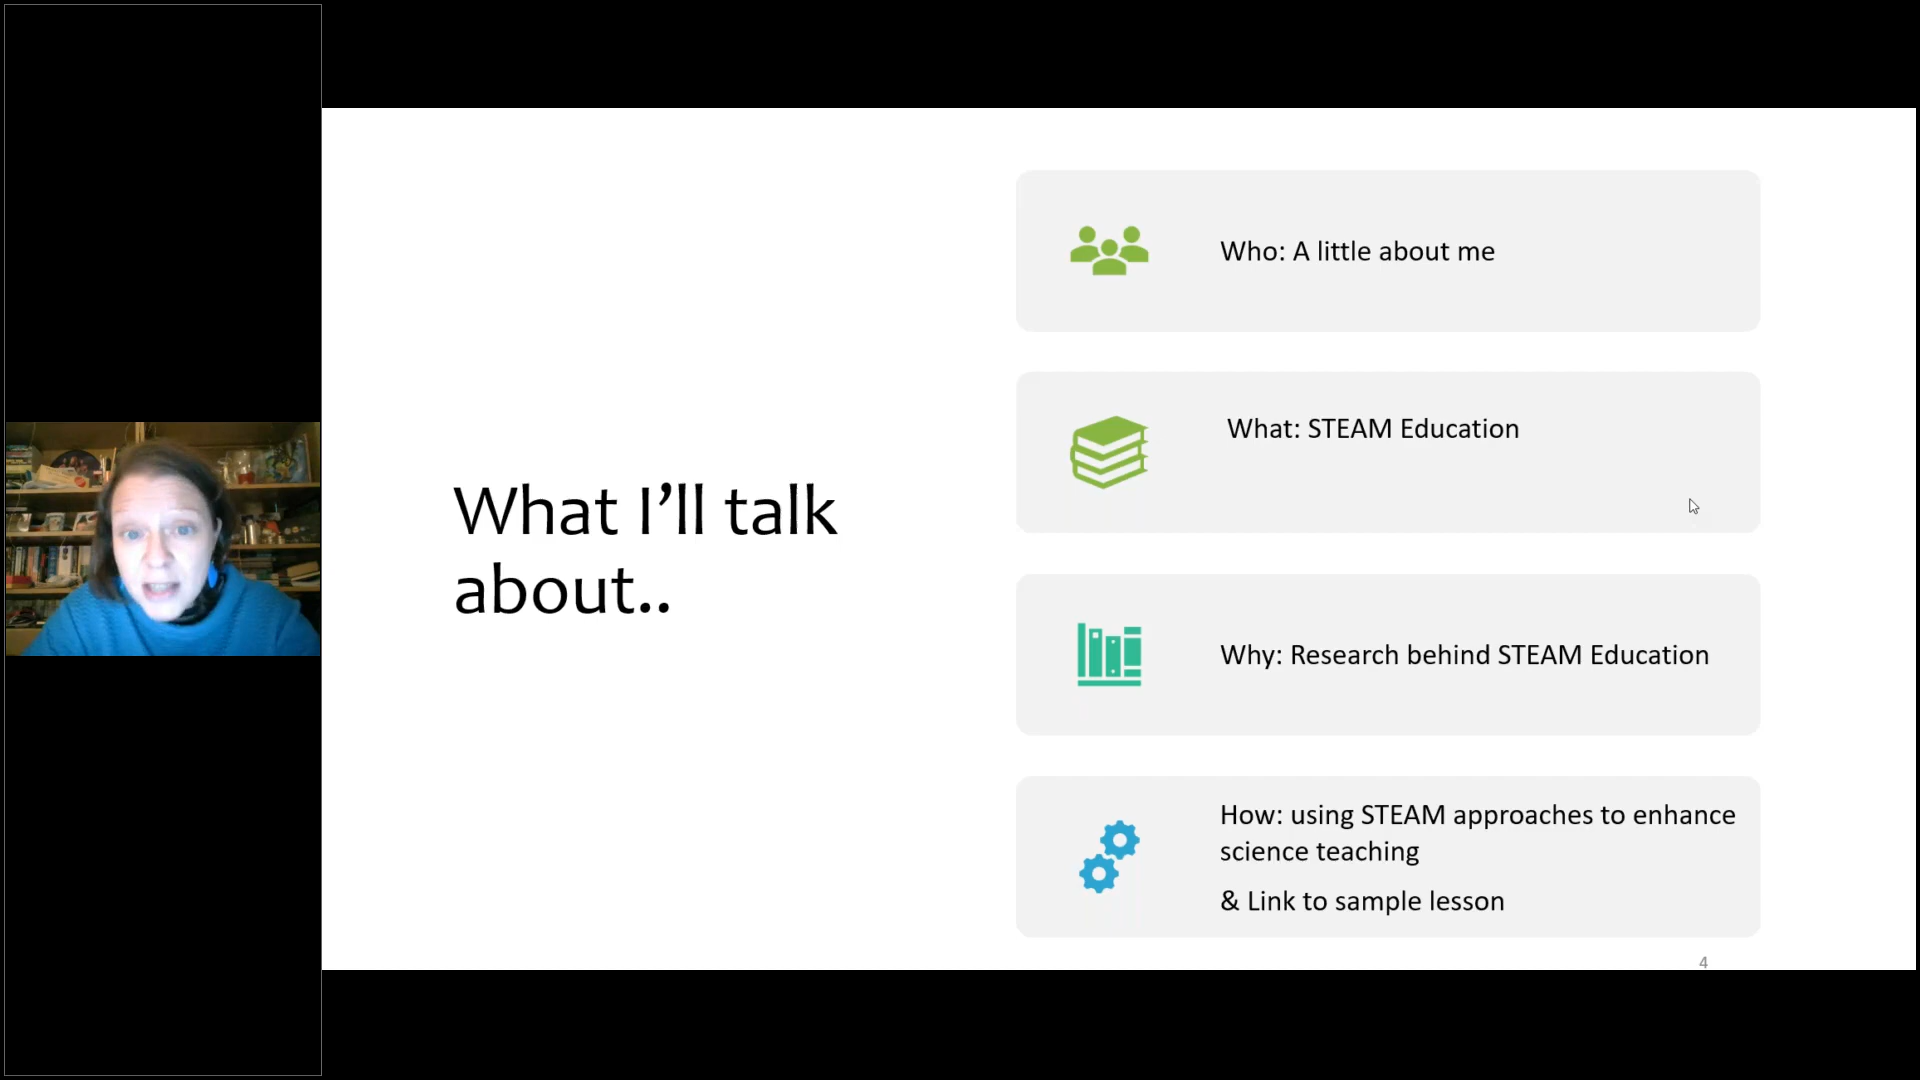 What I’ll talk
about..
Who: A little about me
What: STEAM Education
Why: Research behind STEAM Education
How: using STEAM approaches to enhance
science teaching
& Link to sample lesson
4